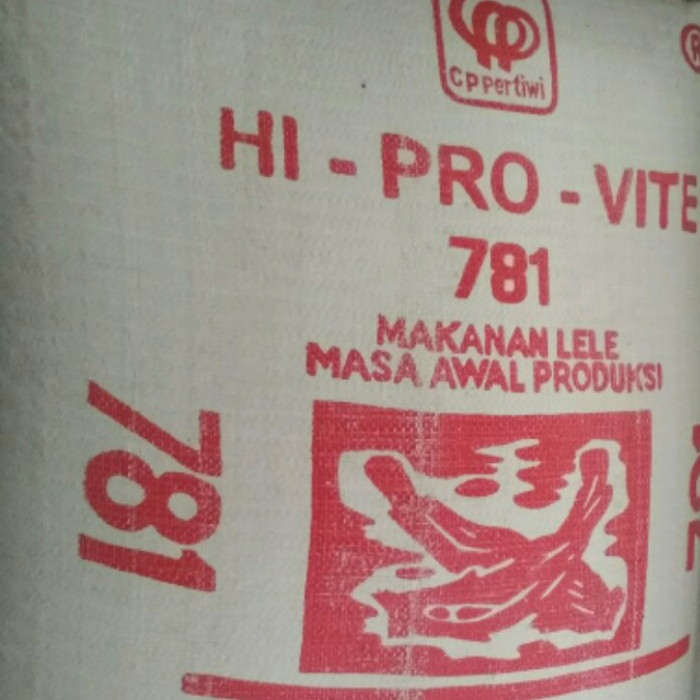 CP Pertiwi
®
HI - PRO - VITE
781
MAKANAN LELE
MASA AWAL PRODUKSI
781